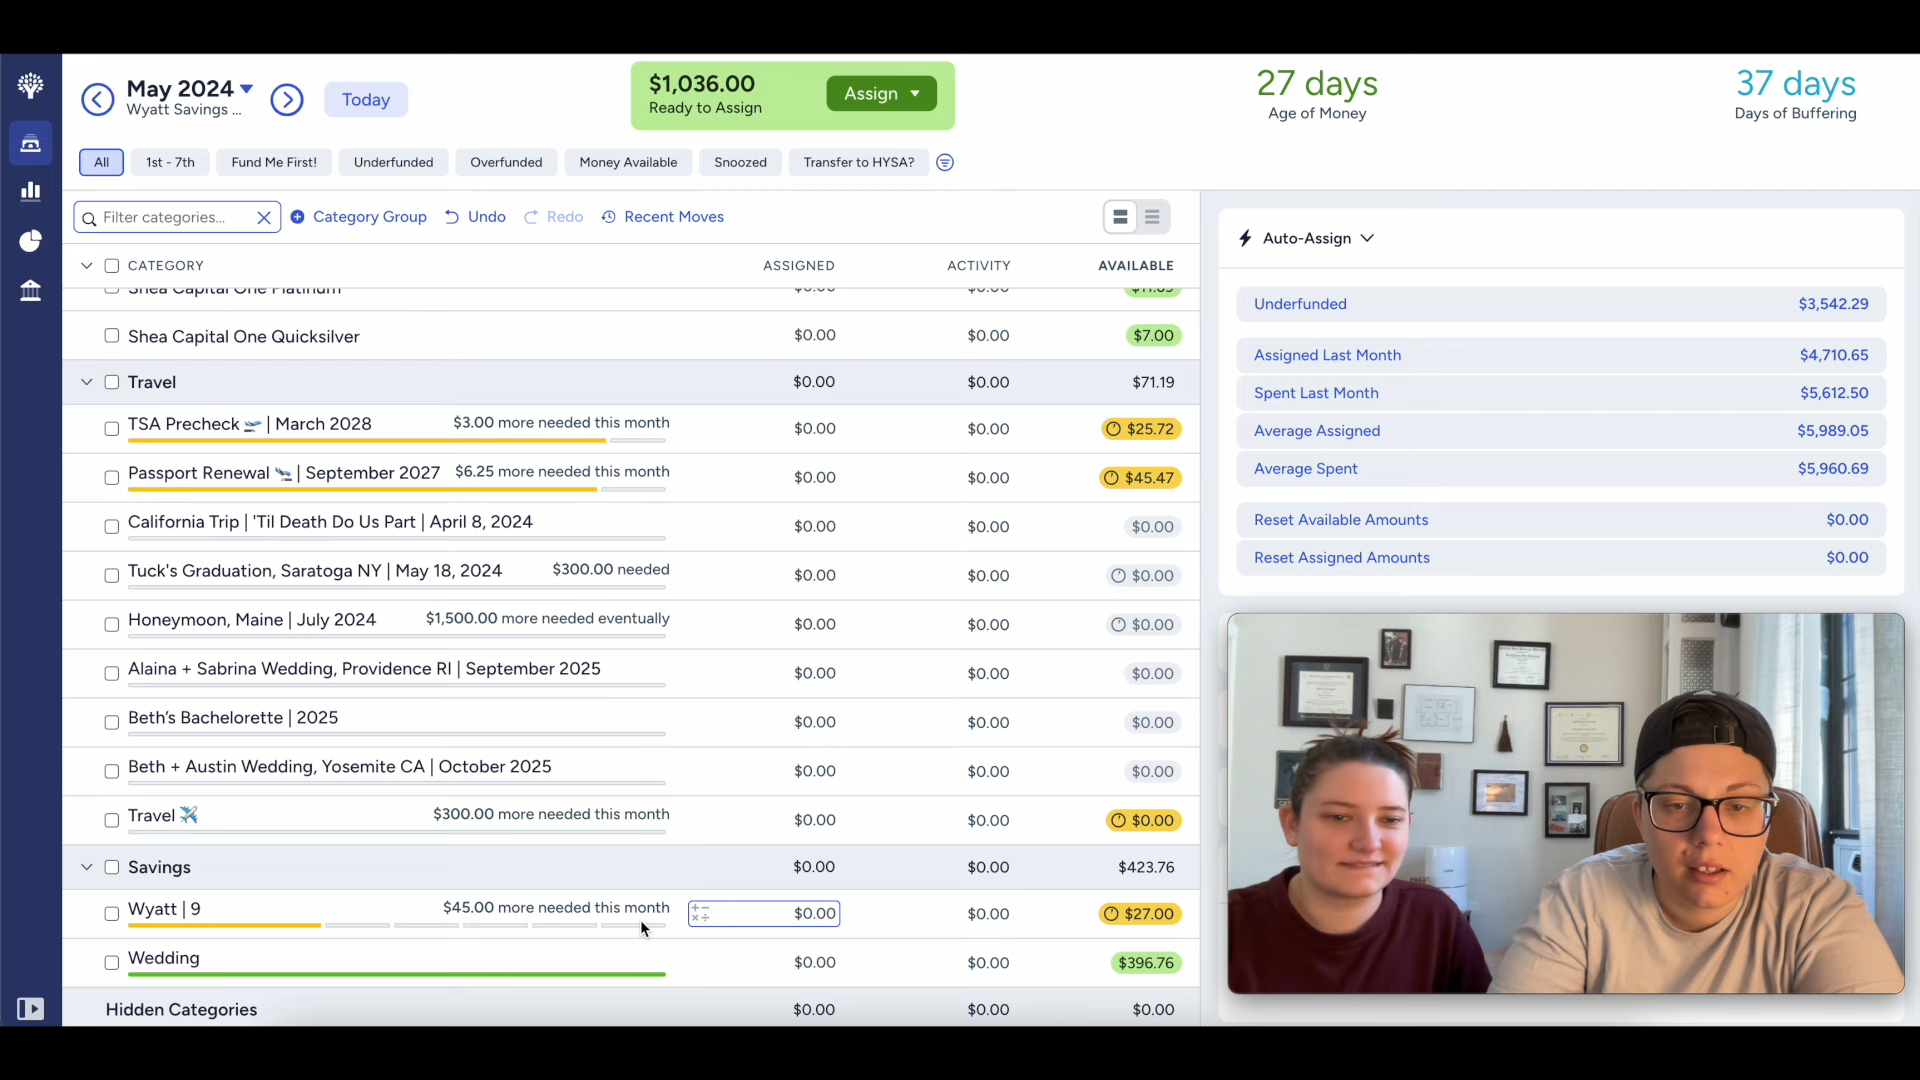 May 2024
Wyatt Savings ...
Today
$1,036.00
Ready to Assign
Assign
27 days
Age of Money
37 days
Days of Buffering
All
1st - 7th
Fund Me First!
Underfunded
Overfunded
Money Available
Snoozed
Transfer to HYSA?
Filter categories...
Category Group
Undo
Redo
Recent Moves
CATEGORY ASSIGNED ACTIVITY AVAILABLE
Shea Capital One Platinum $0.00 $0.00
Shea Capital One Quicksilver $0.00 $0.00 $7.00
Travel $0.00 $0.00 $71.19
TSA Precheck 🛫 | March 2028 $3.00 more needed this month $0.00 $0.00 $25.72
Passport Renewal 🛬 | September 2027 $6.25 more needed this month $0.00 $0.00 $45.47
California Trip | 'Til Death Do Us Part | April 8, 2024 $0.00 $0.00 $0.00
Tuck's Graduation, Saratoga NY | May 18, 2024 $300.00 needed $0.00 $0.00 $0.00
Honeymoon, Maine | July 2024 $1,500.00 more needed eventually $0.00 $0.00 $0.00
Alaina + Sabrina Wedding, Providence RI | September 2025 $0.00 $0.00 $0.00
Beth's Bachelorette | 2025 $0.00 $0.00 $0.00
Beth + Austin Wedding, Yosemite CA | October 2025 $0.00 $0.00 $0.00
Travel ✈️ $300.00 more needed this month $0.00 $0.00 $0.00
Savings $0.00 $0.00 $423.76
Wyatt | 9 $45.00 more needed this month $0.00 $0.00 $27.00
Wedding $0.00 $0.00 $396.76
Hidden Categories $0.00 $0.00 $0.00
Auto-Assign
Underfunded $3,542.29
Assigned Last Month $4,710.65
Spent Last Month $5,612.50
Average Assigned $5,989.05
Average Spent $5,960.69
Reset Available Amounts $0.00
Reset Assigned Amounts $0.00